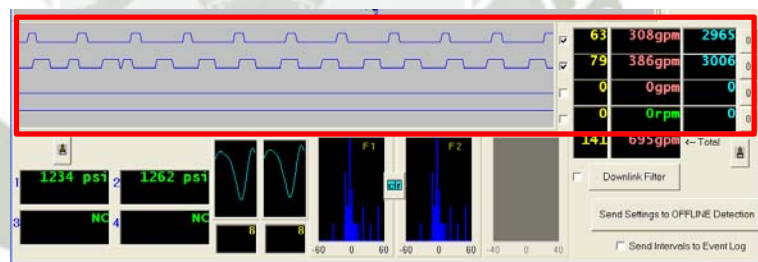 63 308gpm 2965 0
79 386gpm 3006 0
0 0gpm 0 0
0 0rpm 0 0
141 695gpm <-- Total
A A
F1 F2
1 1234 psi 2 1262 psi
Downlink Filter
clr
3 NC 4 NC
Send Settings to OFFLINE Detection
8 8
-60 0 60 -60 0 60 -40 0 40
Send Intervals to Event Log